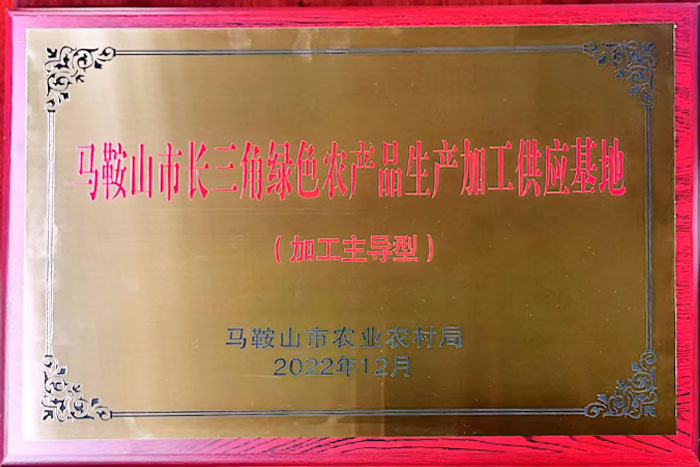 马鞍山市长三角绿色农产品生产加工供应基地
（加工主导型）
马鞍山市农业农村局
2022年12月